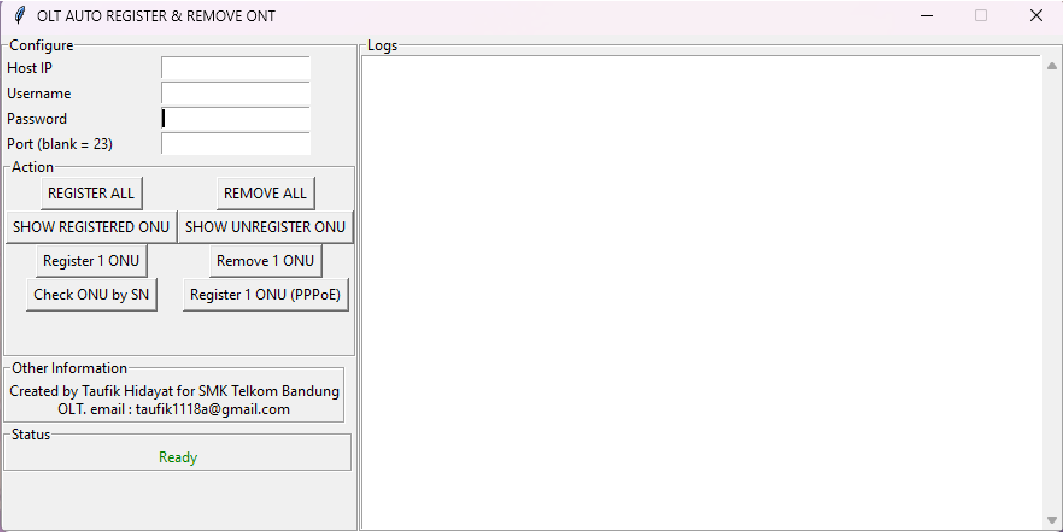 OLT AUTO REGISTER & REMOVE ONT
Configure
Host IP
Username
Password
Port (blank = 23)
Action
REGISTER ALL
REMOVE ALL
SHOW REGISTERED ONU
SHOW UNREGISTER ONU
Register 1 ONU
Remove 1 ONU
Check ONU by SN
Register 1 ONU (PPPoE)
Other Information
Created by Taufik Hidayat for SMK Telkom Bandung
OLT. email : taufik1118a@gmail.com
Status
Ready
Logs